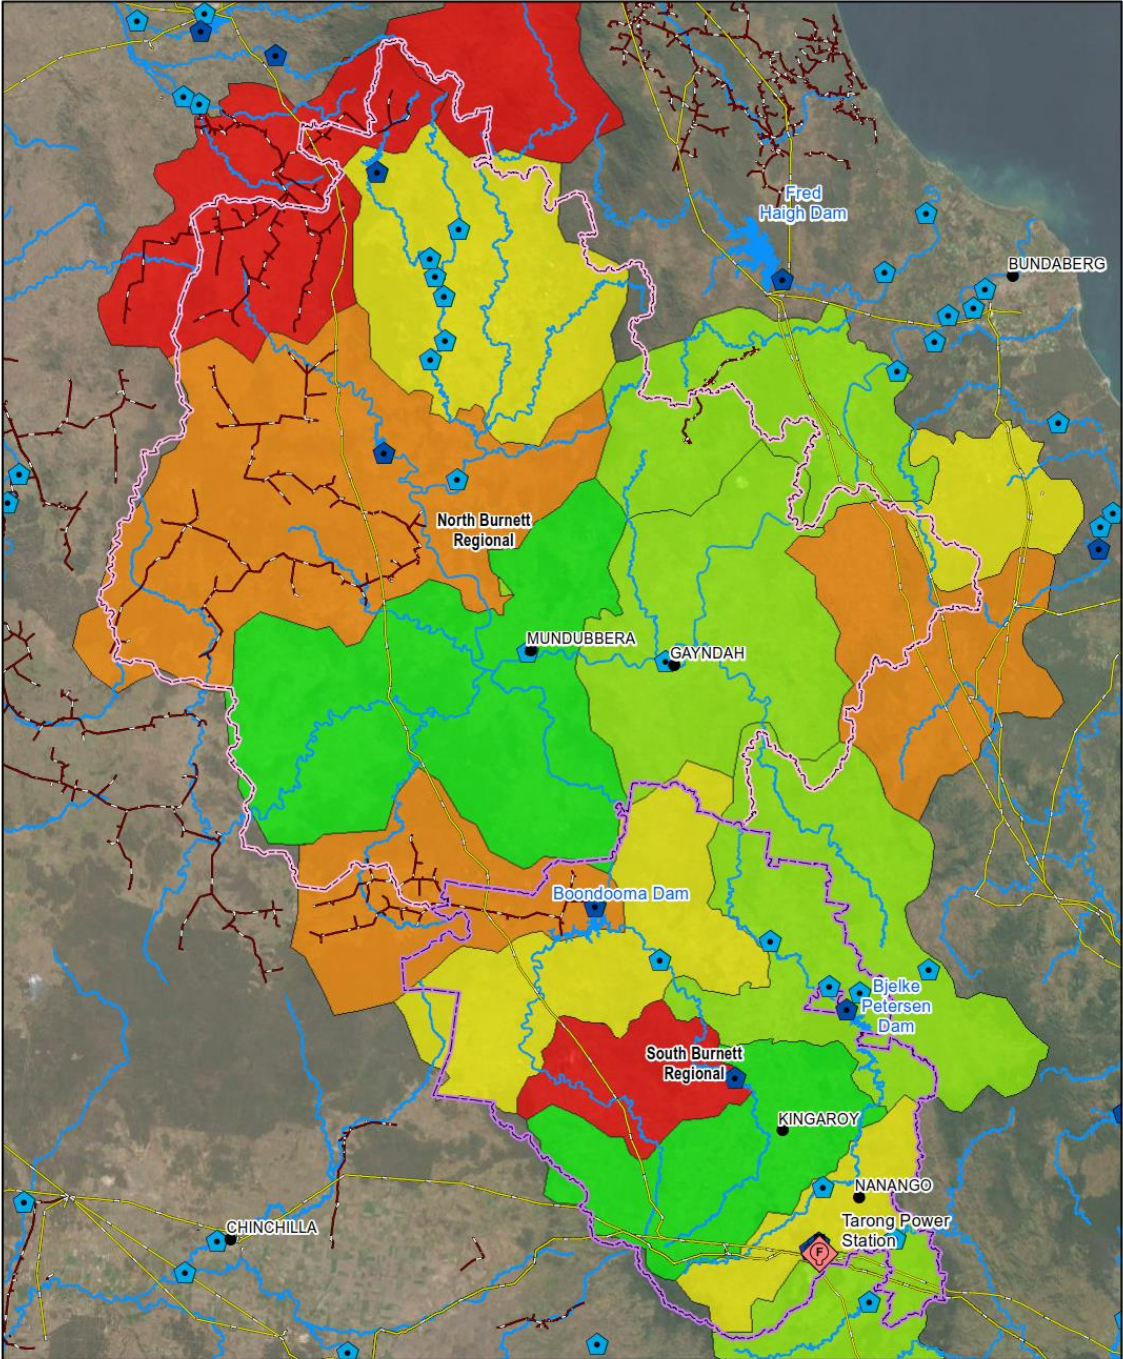 Fred
Haigh Dam
BUNDABERG
North Burnett
Regional
MUNDUBBERA
GAYNDAH
Boondooma Dam
Bjelke
Petersen
Dam
South Burnett
Regional
KINGAROY
NANANGO
CHINCHILLA
Tarong Power
Station
F